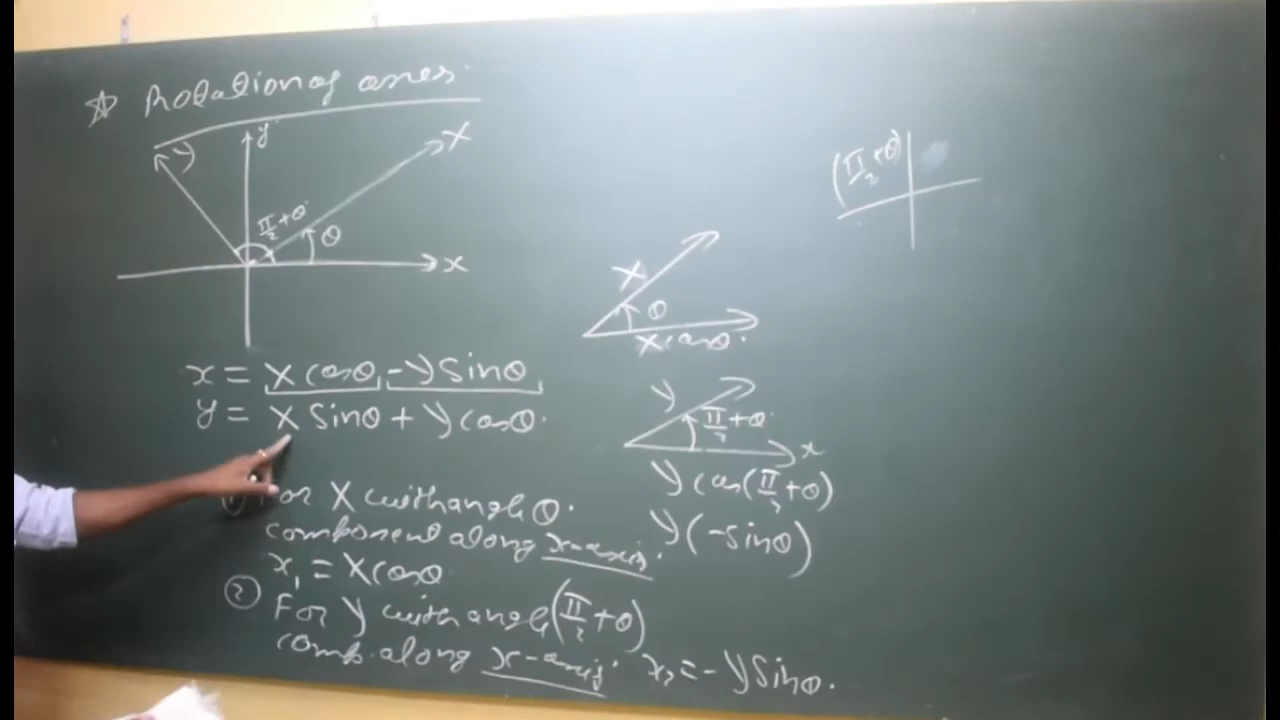 ☆ Rotation of axes.
y
y
X
π/2+θ
θ
x
x = X cosθ - y sinθ
y = X sinθ + y cosθ.
For X with angle θ.
component along x-axis.
x₁ = X cosθ
② For y with angle (π/2+θ)
comp. along x-axis. x₂ = - y sinθ.
(π/2+θ)
X
θ
X cosθ.
y
π/2+θ
x
y cos(π/2+θ)
y(-sinθ)